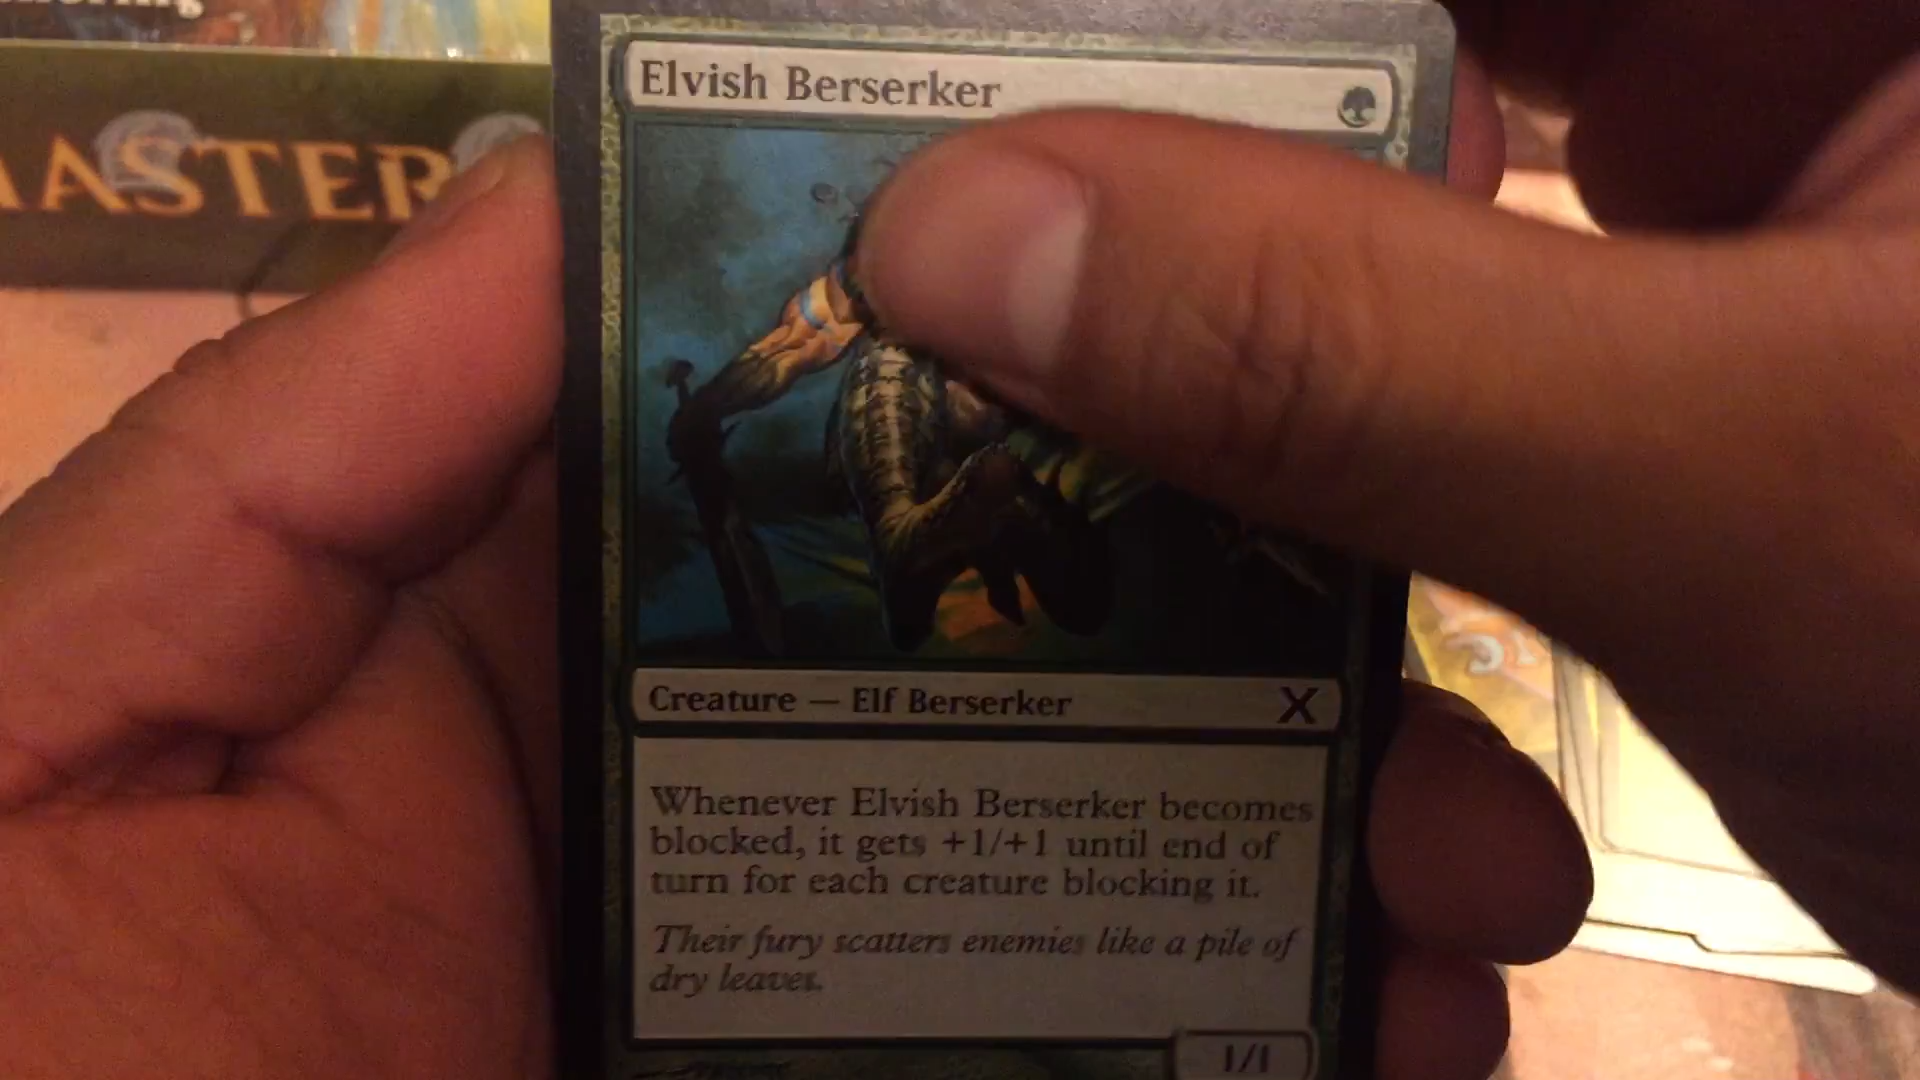 Elvish Berserker
ASTER
Creature — Elf Berserker X
Whenever Elvish Berserker becomes
blocked, it gets +1/+1 until end of
turn for each creature blocking it.
Their fury scatters enemies like a pile of
dry leaves.
1/1